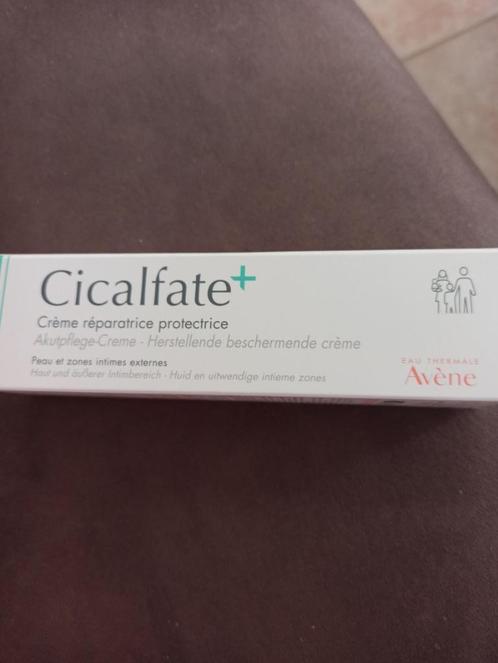 Cicalfate+
Crème réparatrice protectrice
Akutpflege-Creme - Herstellende beschermende crème
Peau et zones intimes externes
Haut und äußerer Intimbereich - Huid en uitwendige intieme zones
EAU THERMALE
Avène